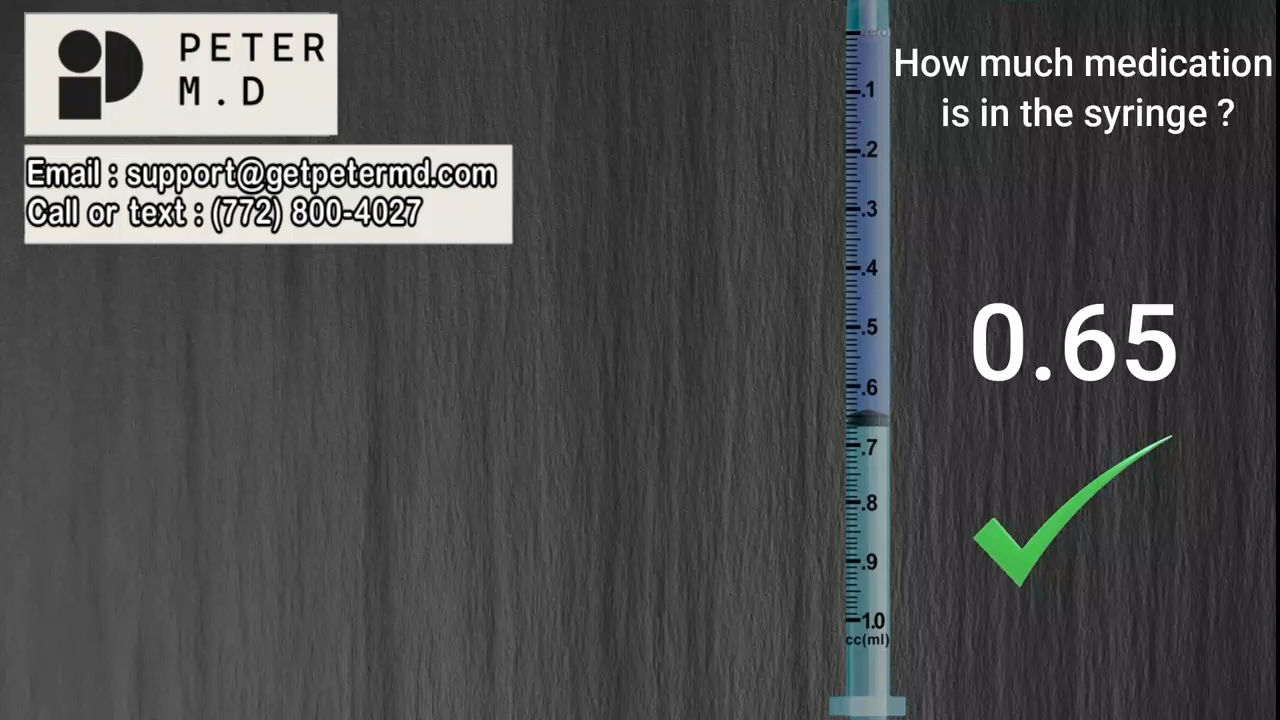 PETER
M.D
Email : support@getpetermd.com
Call or text : (772) 800-4027
zero
.1
.2
.3
.4
.5
.6
.7
.8
.9
1.0
cc(ml)
How much medication
is in the syringe ?
0.65